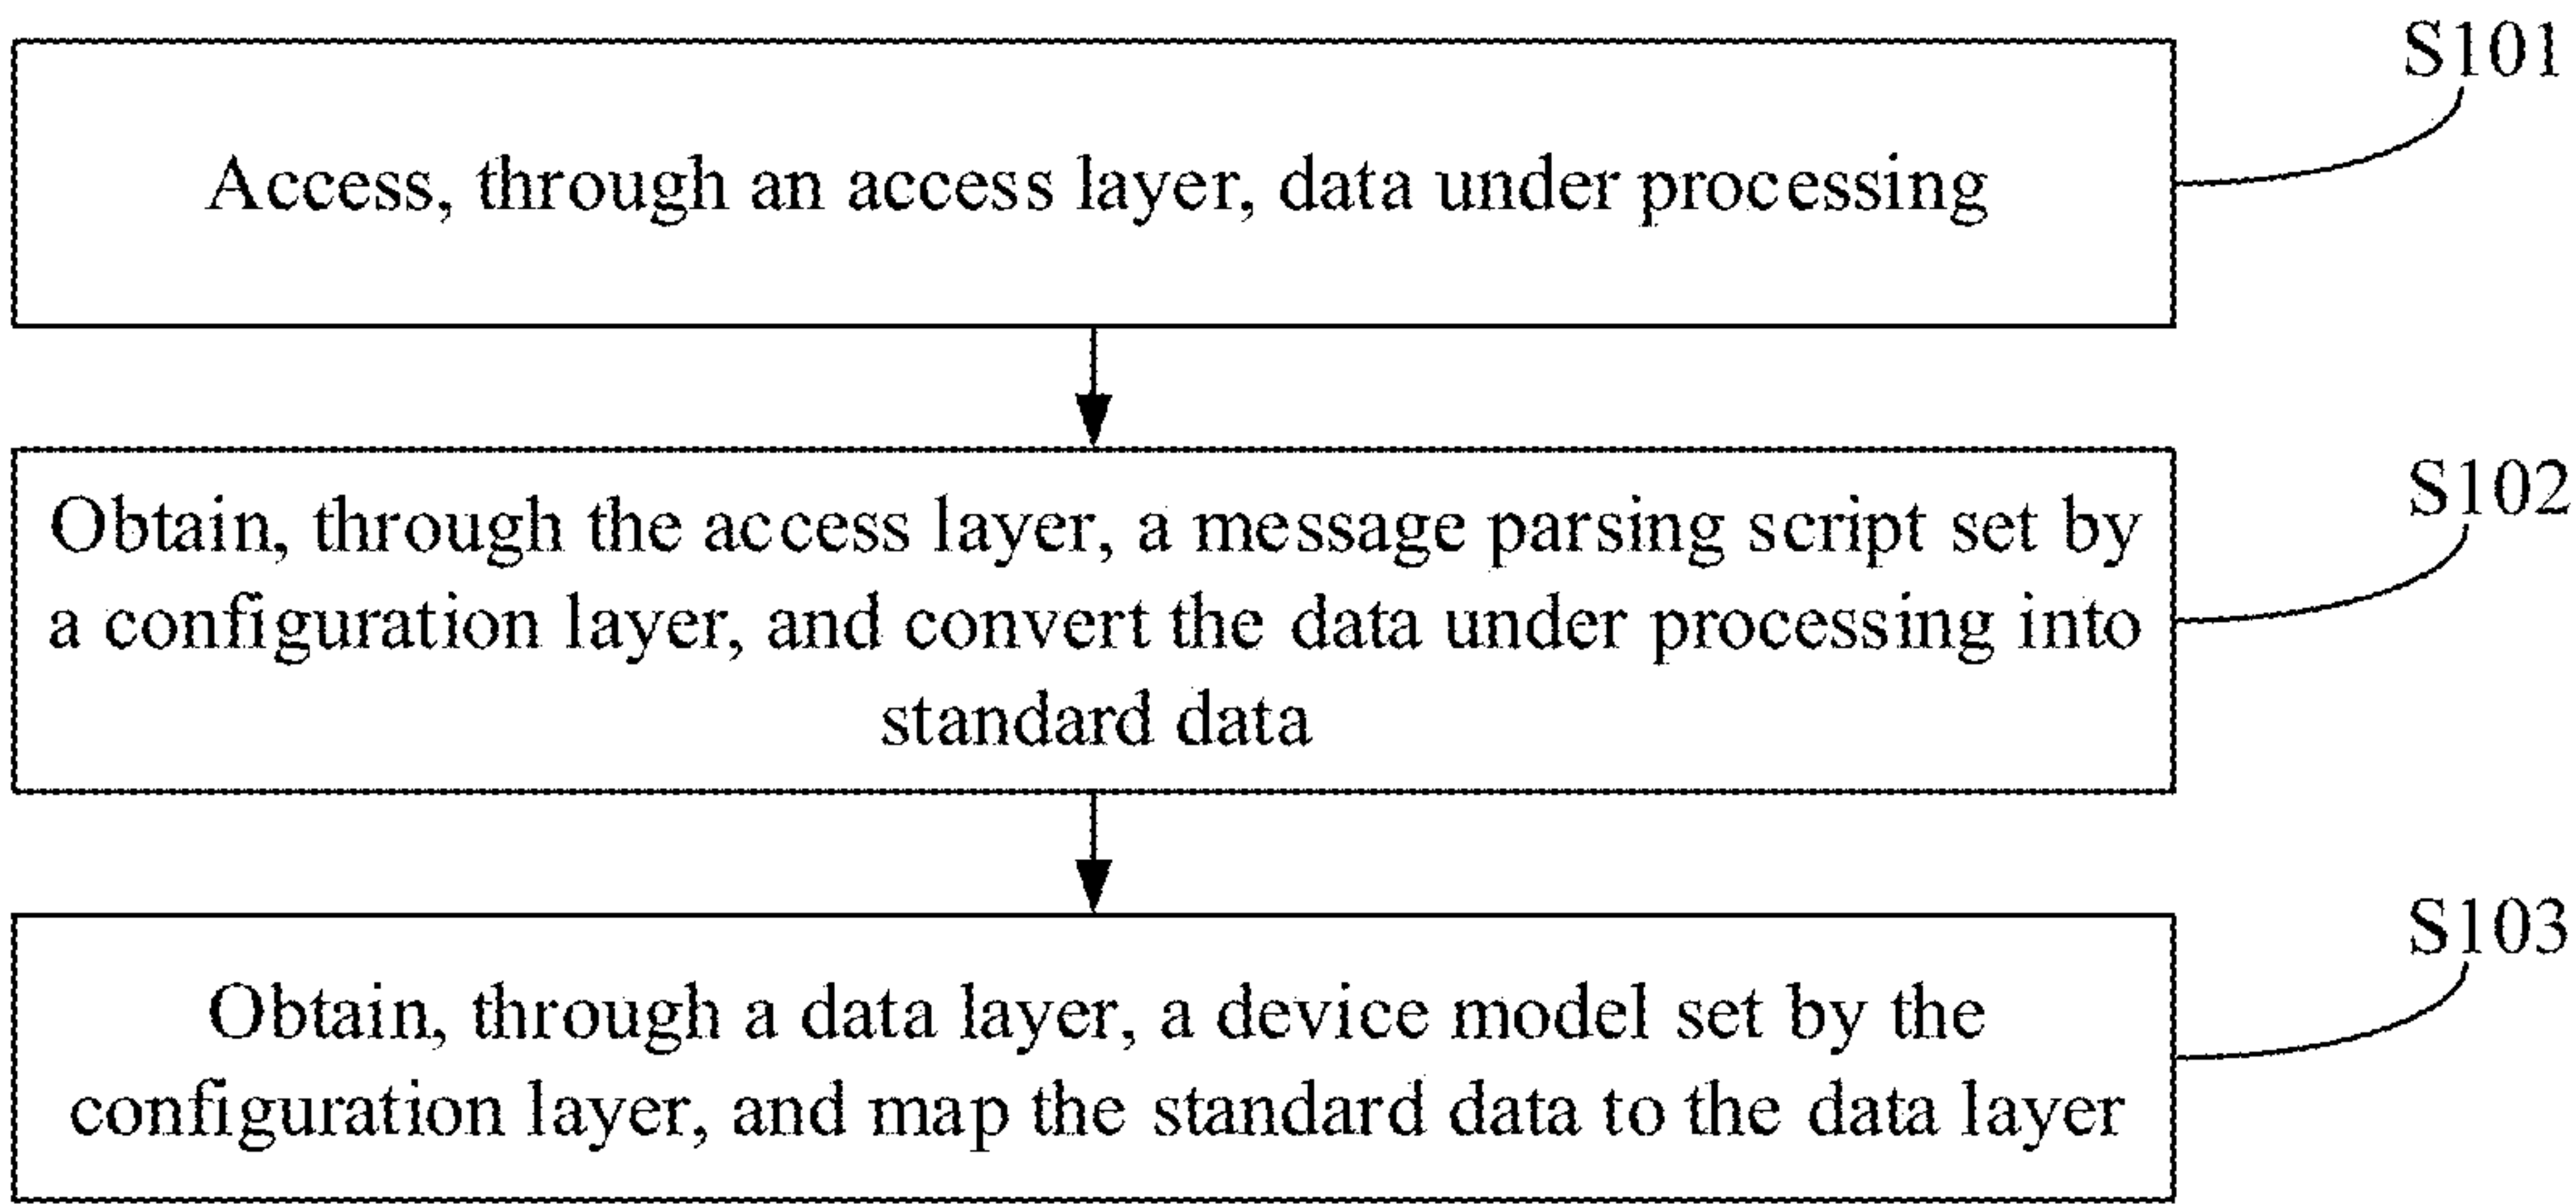 S101
Access, through an access layer, data under processing
S102
Obtain, through the access layer, a message parsing script set by
a configuration layer, and convert the data under processing into
standard data
S103
Obtain, through a data layer, a device model set by the
configuration layer, and map the standard data to the data layer